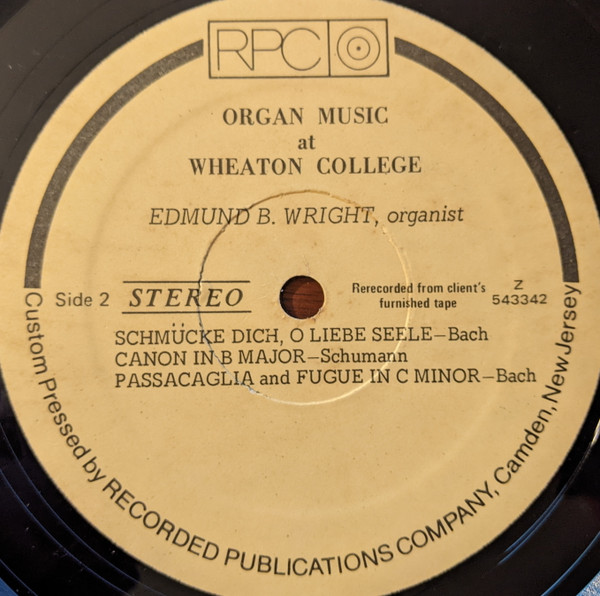 RPC
ORGAN MUSIC
at
WHEATON COLLEGE
EDMUND B. WRIGHT, organist
Side 2
STEREO
Rerecorded from client's
furnished tape
Z
543342
SCHMÜCKE DICH, O LIEBE SEELE—Bach
CANON IN B MAJOR—Schumann
PASSACAGLIA and FUGUE IN C MINOR—Bach
Custom Pressed by RECORDED PUBLICATIONS COMPANY, Camden, New Jersey